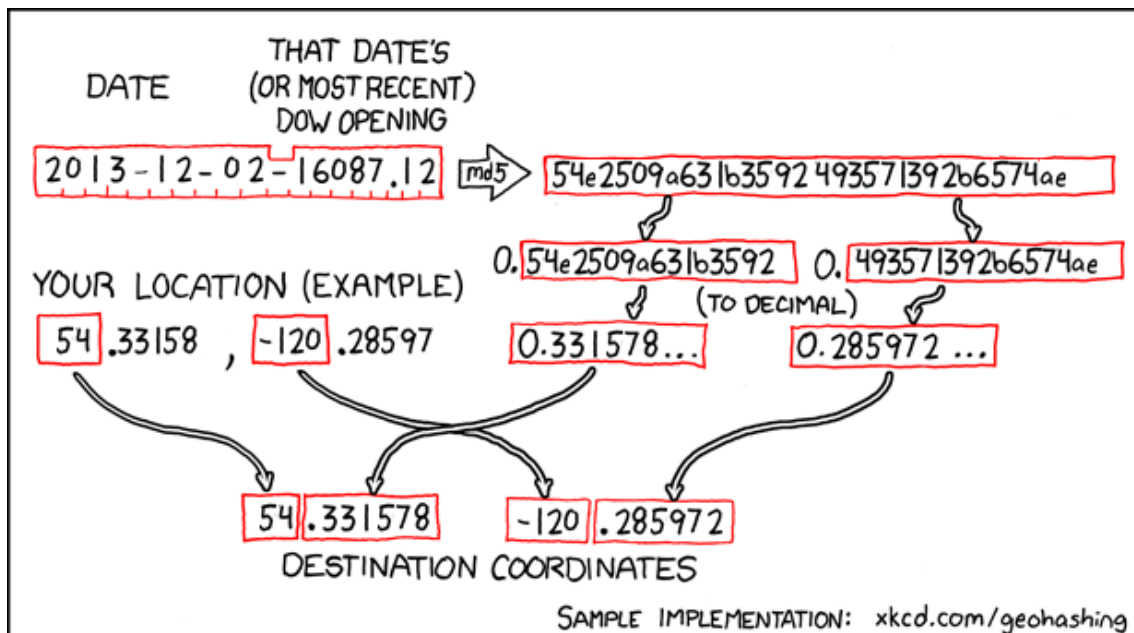 DATE
THAT DATE'S
(OR MOST RECENT)
DOW OPENING
2013-12-02-16087.12
md5
54e2509a631b3592493571392b6574ae
0.54e2509a631b3592
0.493571392b6574ae
YOUR LOCATION (EXAMPLE)
(TO DECIMAL)
54.33158, -120.28597
0.331578...
0.285972...
54.331578
-120.285972
DESTINATION COORDINATES
SAMPLE IMPLEMENTATION: xkcd.com/geohashing